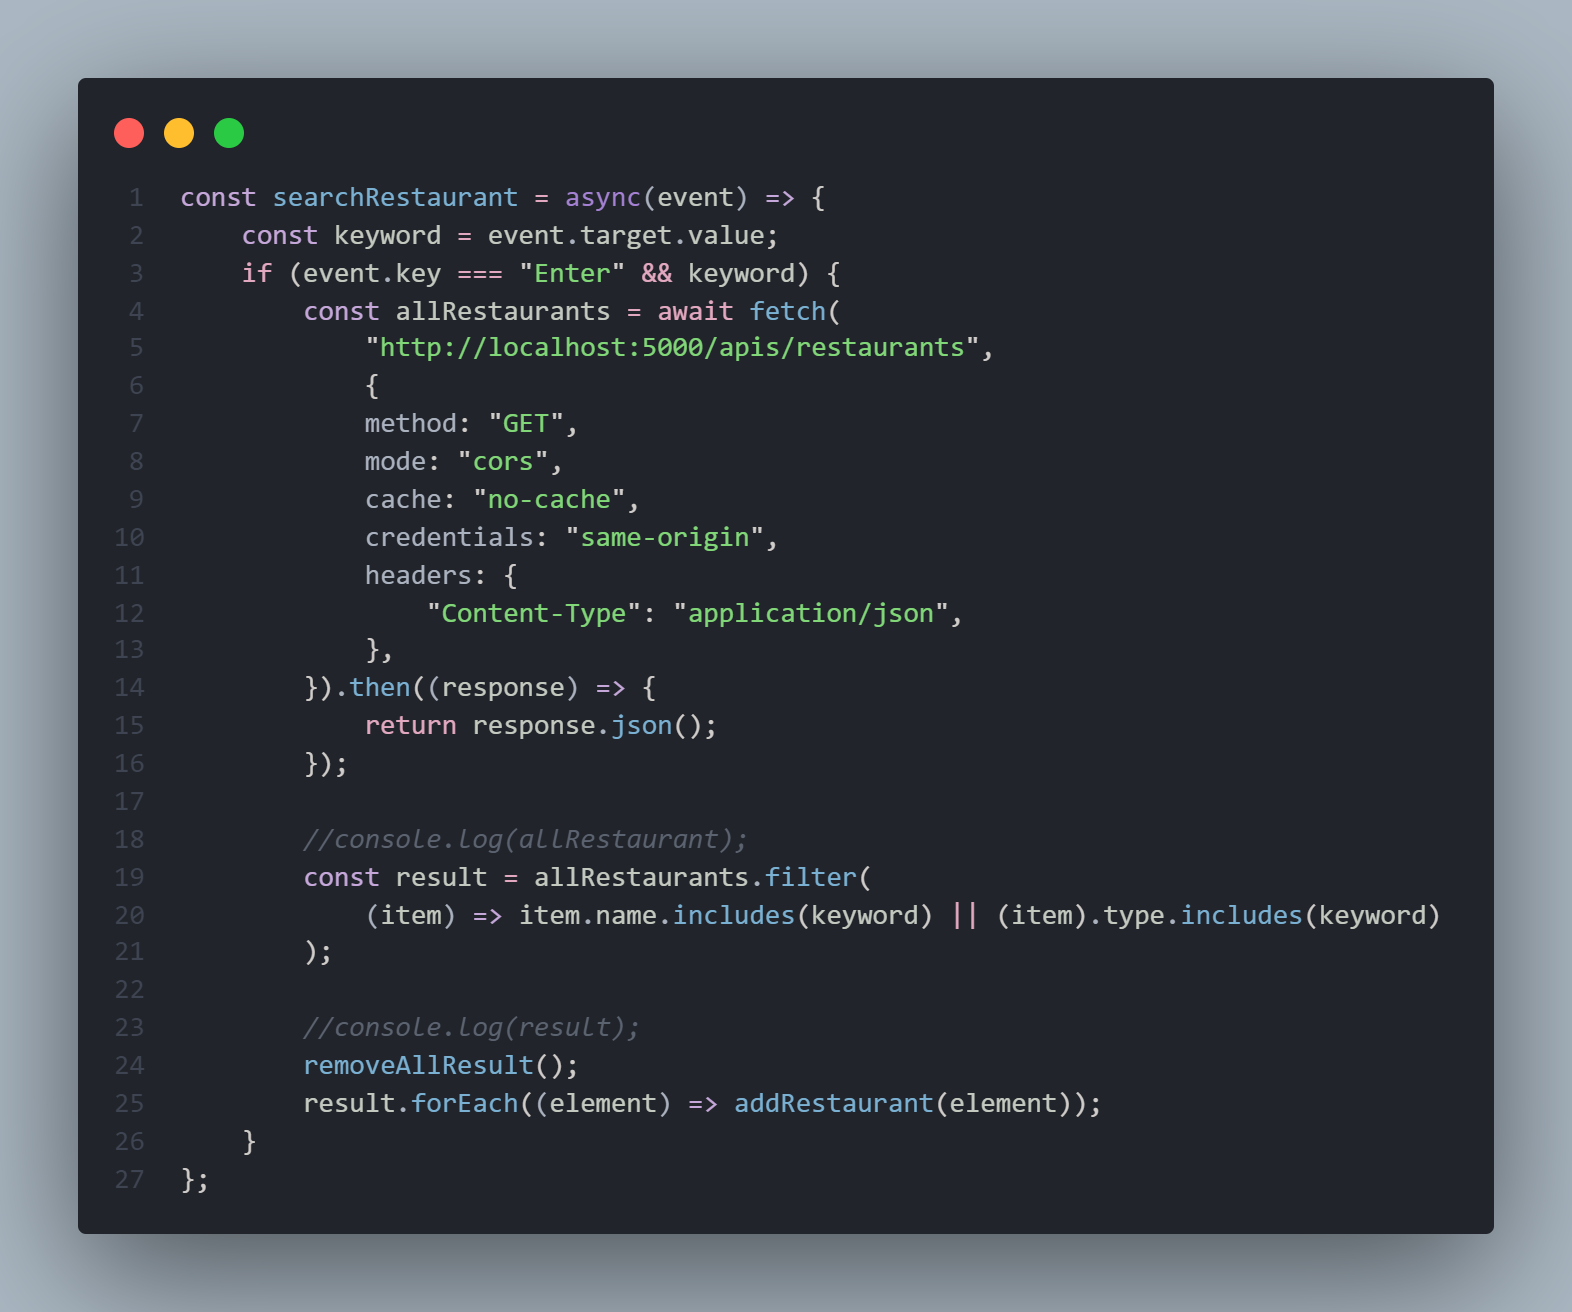 1 const searchRestaurant = async(event) => {
2     const keyword = event.target.value;
3     if (event.key === "Enter" && keyword) {
4         const allRestaurants = await fetch(
5             "http://localhost:5000/apis/restaurants",
6             {
7             method: "GET",
8             mode: "cors",
9             cache: "no-cache",
10             credentials: "same-origin",
11             headers: {
12                 "Content-Type": "application/json",
13             },
14         }).then((response) => {
15             return response.json();
16         });
17
18         //console.log(allRestaurant);
19         const result = allRestaurants.filter(
20             (item) => item.name.includes(keyword) || (item).type.includes(keyword)
21         );
22
23         //console.log(result);
24         removeAllResult();
25         result.forEach((element) => addRestaurant(element));
26     }
27 };